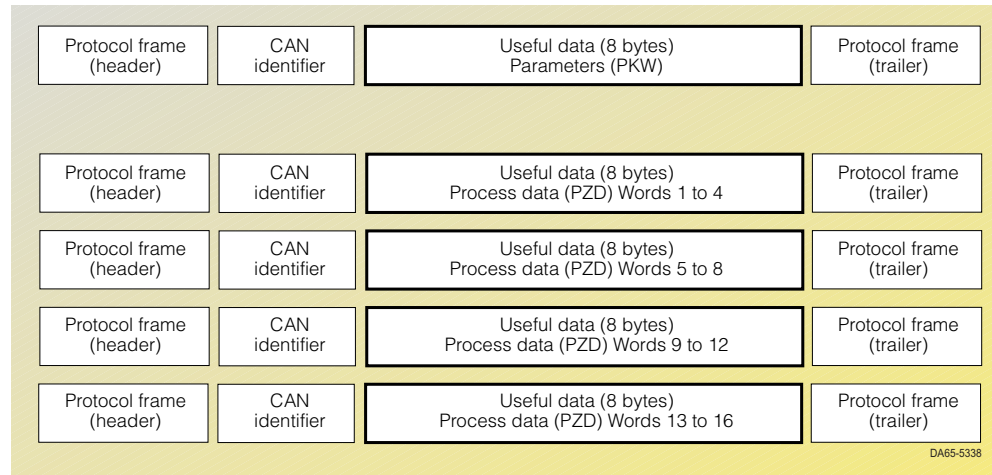 Protocol frame
(header)
CAN
identifier
Useful data (8 bytes)
Parameters (PKW)
Protocol frame
(trailer)
Protocol frame
(header)
CAN
identifier
Useful data (8 bytes)
Process data (PZD) Words 1 to 4
Protocol frame
(trailer)
Protocol frame
(header)
CAN
identifier
Useful data (8 bytes)
Process data (PZD) Words 5 to 8
Protocol frame
(trailer)
Protocol frame
(header)
CAN
identifier
Useful data (8 bytes)
Process data (PZD) Words 9 to 12
Protocol frame
(trailer)
Protocol frame
(header)
CAN
identifier
Useful data (8 bytes)
Process data (PZD) Words 13 to 16
Protocol frame
(trailer)
DA65-5338